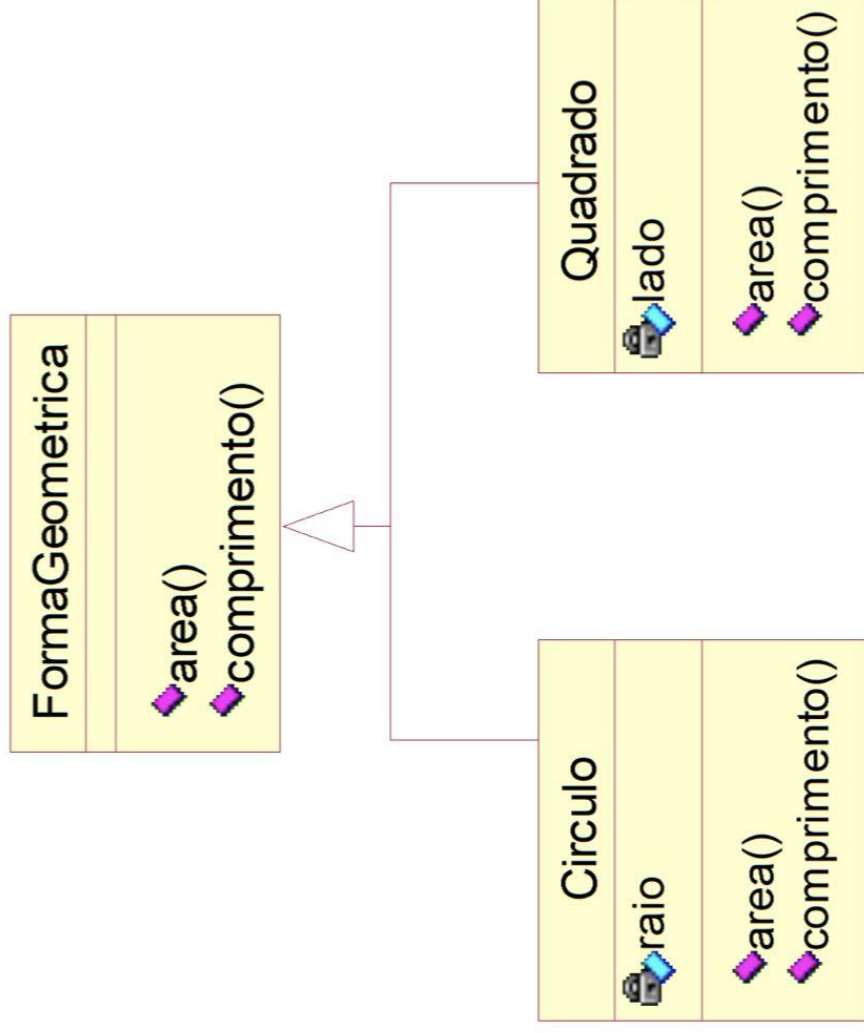 FormaGeometrica
area()
comprimento()
Circulo
raio
area()
comprimento()
Quadrado
lado
area()
comprimento()